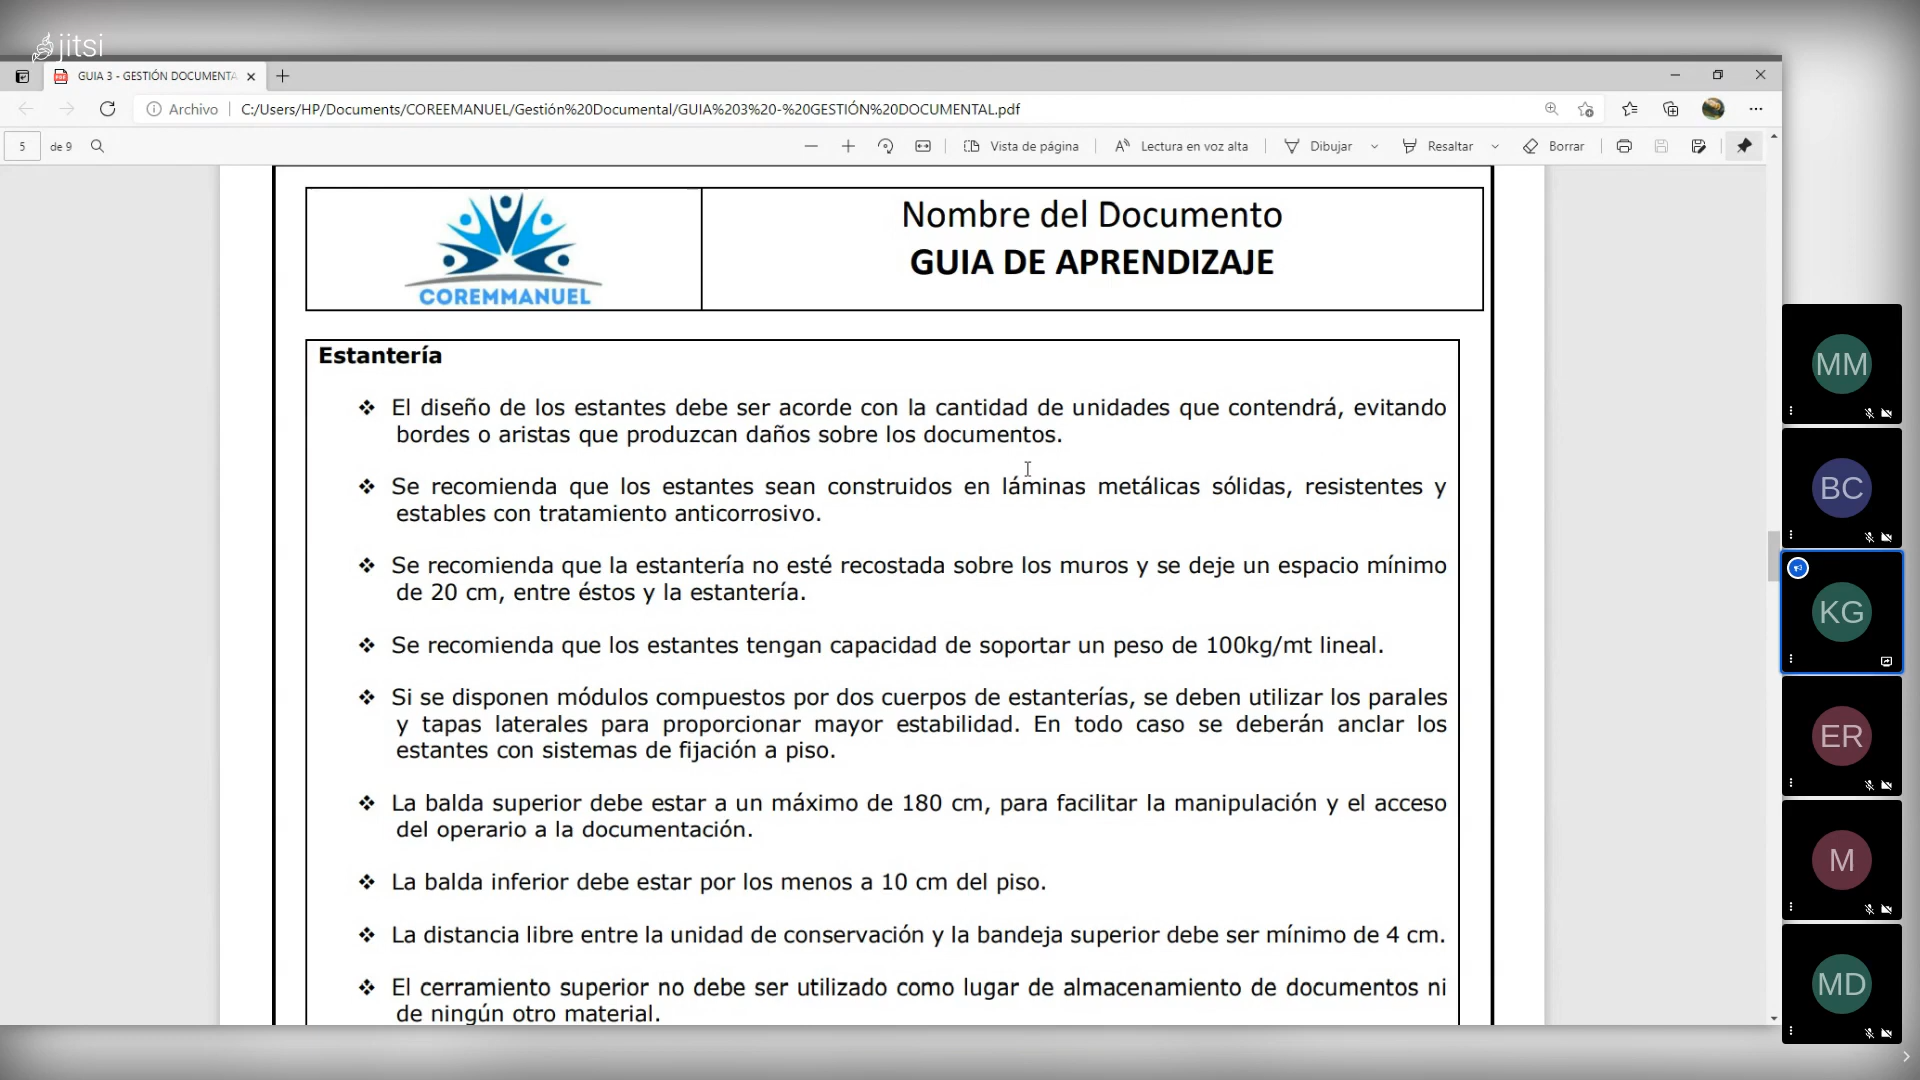 jitsi
GUIA 3 - GESTIÓN DOCUMENTA
Archivo C:/Users/HP/Documents/COREEMANUEL/Gestión%20Documental/GUIA%203%20-%20GESTIÓN%20DOCUMENTAL.pdf
5 de 9 Vista de página Lectura en voz alta Dibujar Resaltar Borrar
COREMMANUEL
Nombre del Documento
GUIA DE APRENDIZAJE
Estantería
❖ El diseño de los estantes debe ser acorde con la cantidad de unidades que contendrá, evitando
bordes o aristas que produzcan daños sobre los documentos.
❖ Se recomienda que los estantes sean construidos en láminas metálicas sólidas, resistentes y
estables con tratamiento anticorrosivo.
❖ Se recomienda que la estantería no esté recostada sobre los muros y se deje un espacio mínimo
de 20 cm, entre éstos y la estantería.
❖ Se recomienda que los estantes tengan capacidad de soportar un peso de 100kg/mt lineal.
❖ Si se disponen módulos compuestos por dos cuerpos de estanterías, se deben utilizar los parales
y tapas laterales para proporcionar mayor estabilidad. En todo caso se deberán anclar los
estantes con sistemas de fijación a piso.
❖ La balda superior debe estar a un máximo de 180 cm, para facilitar la manipulación y el acceso
del operario a la documentación.
❖ La balda inferior debe estar por los menos a 10 cm del piso.
❖ La distancia libre entre la unidad de conservación y la bandeja superior debe ser mínimo de 4 cm.
❖ El cerramiento superior no debe ser utilizado como lugar de almacenamiento de documentos ni
de ningún otro material.
MM
BC
KG
ER
M
MD